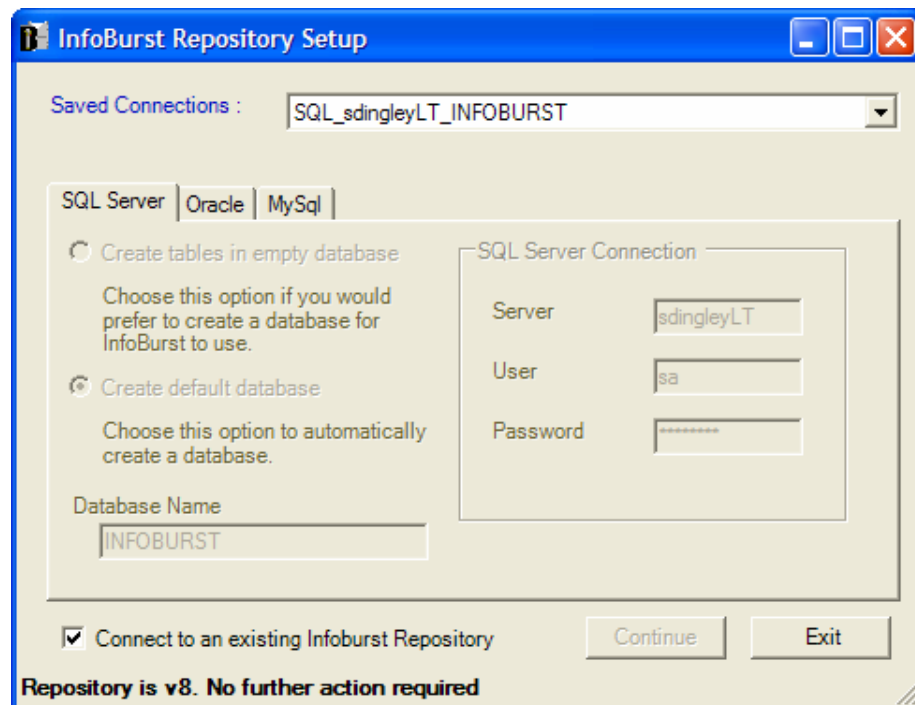 InfoBurst Repository Setup
Saved Connections :
SQL_sdingleyLT_INFOBURST
SQL Server
Oracle
MySql
Create tables in empty database
Choose this option if you would
prefer to create a database for
InfoBurst to use.
Create default database
Choose this option to automatically
create a database.
Database Name
INFOBURST
SQL Server Connection
Server
sdingleyLT
User
sa
Password
********
Connect to an existing Infoburst Repository
Continue
Exit
Repository is v8. No further action required